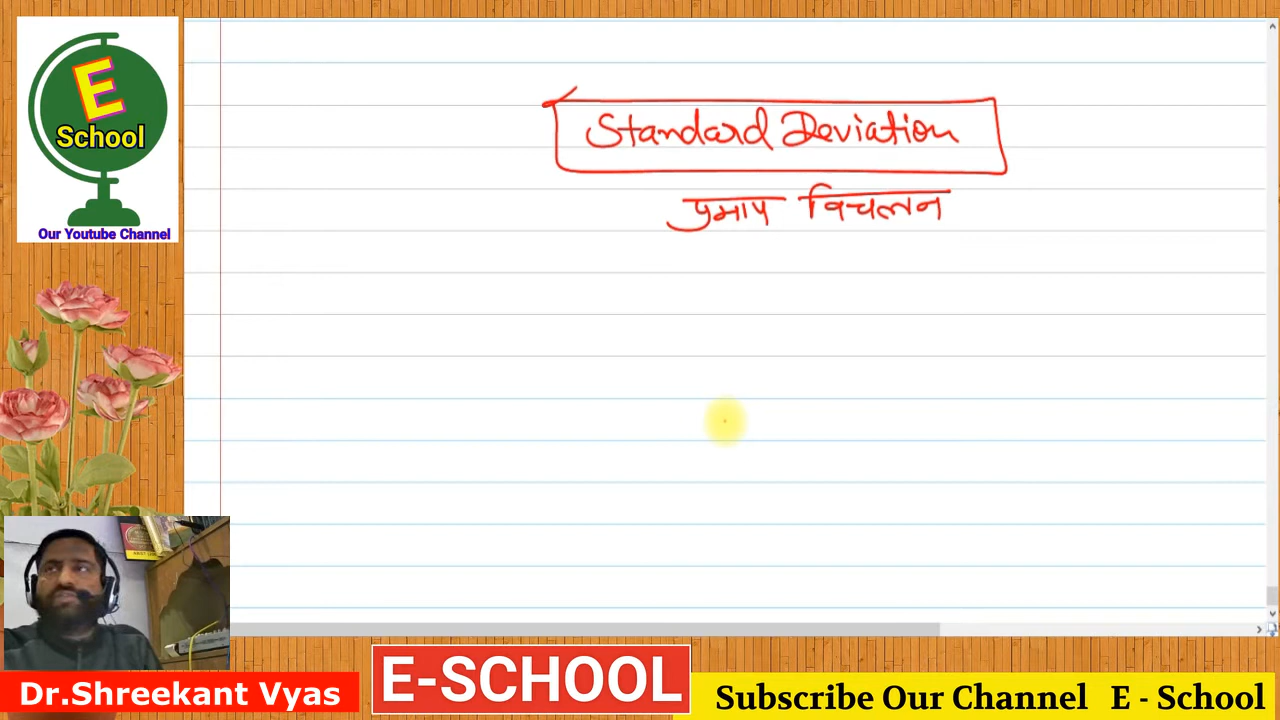 E
School
Our Youtube Channel
Standard Deviation
प्रमाप विचलन
Dr.Shreekant Vyas
E-SCHOOL
Subscribe Our Channel E - School